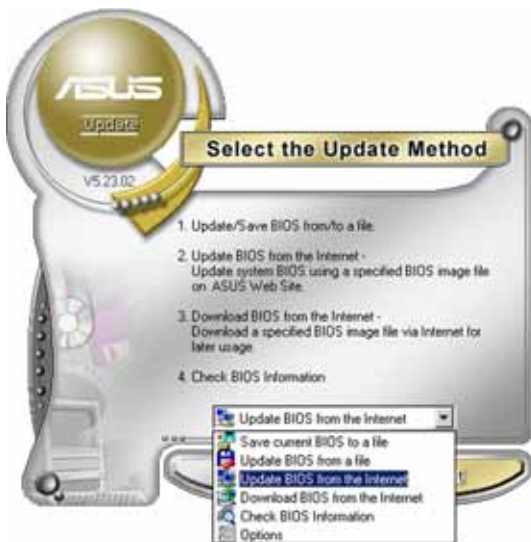 ASUS
Update
V5.23.02
Select the Update Method
1. Update/Save BIOS from/to a file.
2. Update BIOS from the Internet -
Update system BIOS using a specified BIOS image file
on ASUS Web Site.
3. Download BIOS from the Internet -
Download a specified BIOS image file via Internet for
later usage.
4. Check BIOS Information
Update BIOS from the Internet
Save current BIOS to a file
Update BIOS from a file
Update BIOS from the Internet
Download BIOS from the Internet
Check BIOS Information
Options